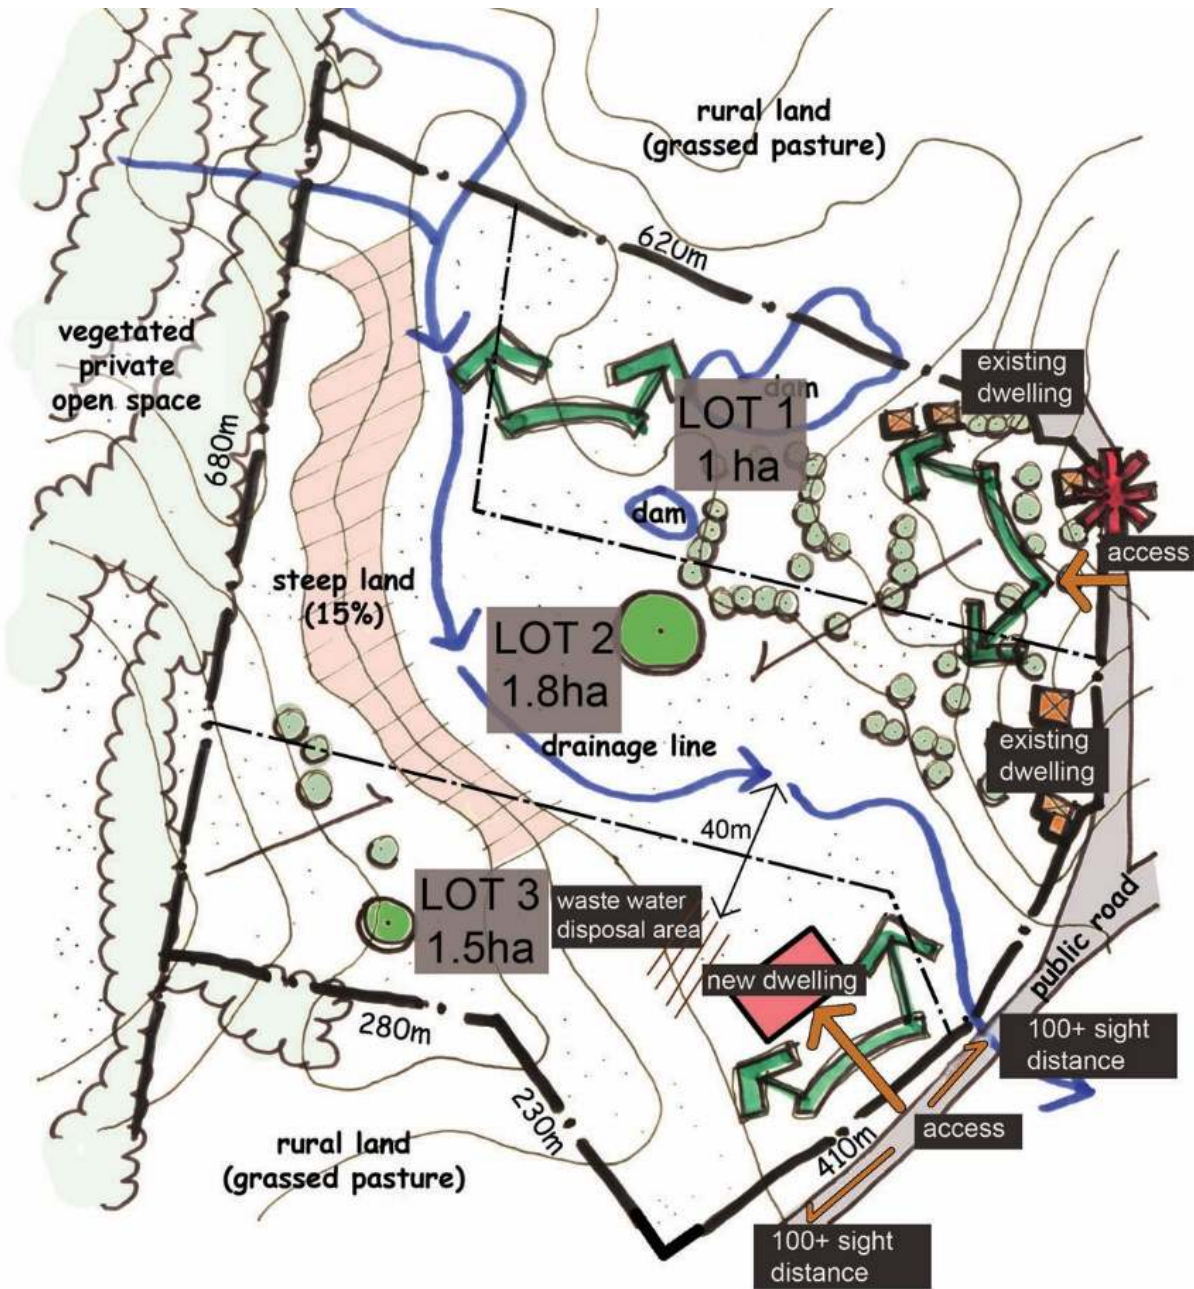 rural land
(grassed pasture)
620m
vegetated
private
open space
existing
dwelling
680m
dam
LOT 1
1 ha
dam
access
steep land
(15%)
LOT 2
1.8ha
drainage line
existing
dwelling
40m
LOT 3
1.5ha
waste water
disposal area
public road
new dwelling
280m
100+ sight
distance
230m
access
410m
rural land
(grassed pasture)
100+ sight
distance